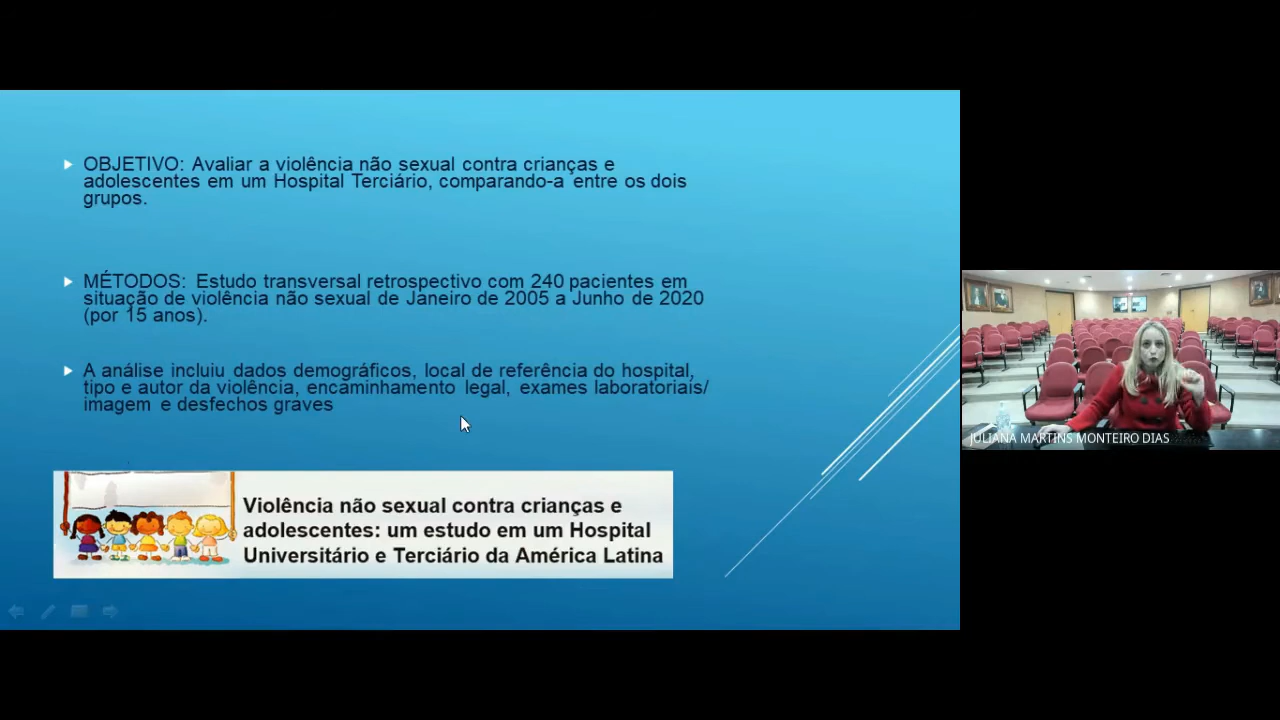 OBJETIVO: Avaliar a violência não sexual contra crianças e
adolescentes em um Hospital Terciário, comparando-a entre os dois
grupos.
MÉTODOS: Estudo transversal retrospectivo com 240 pacientes em
situação de violência não sexual de Janeiro de 2005 a Junho de 2020
(por 15 anos).
A análise incluiu dados demográficos, local de referência do hospital,
tipo e autor da violência, encaminhamento legal, exames laboratoriais/
imagem e desfechos graves
Violência não sexual contra crianças e
adolescentes: um estudo em um Hospital
Universitário e Terciário da América Latina
JULIANA MARTINS MONTEIRO DIAS